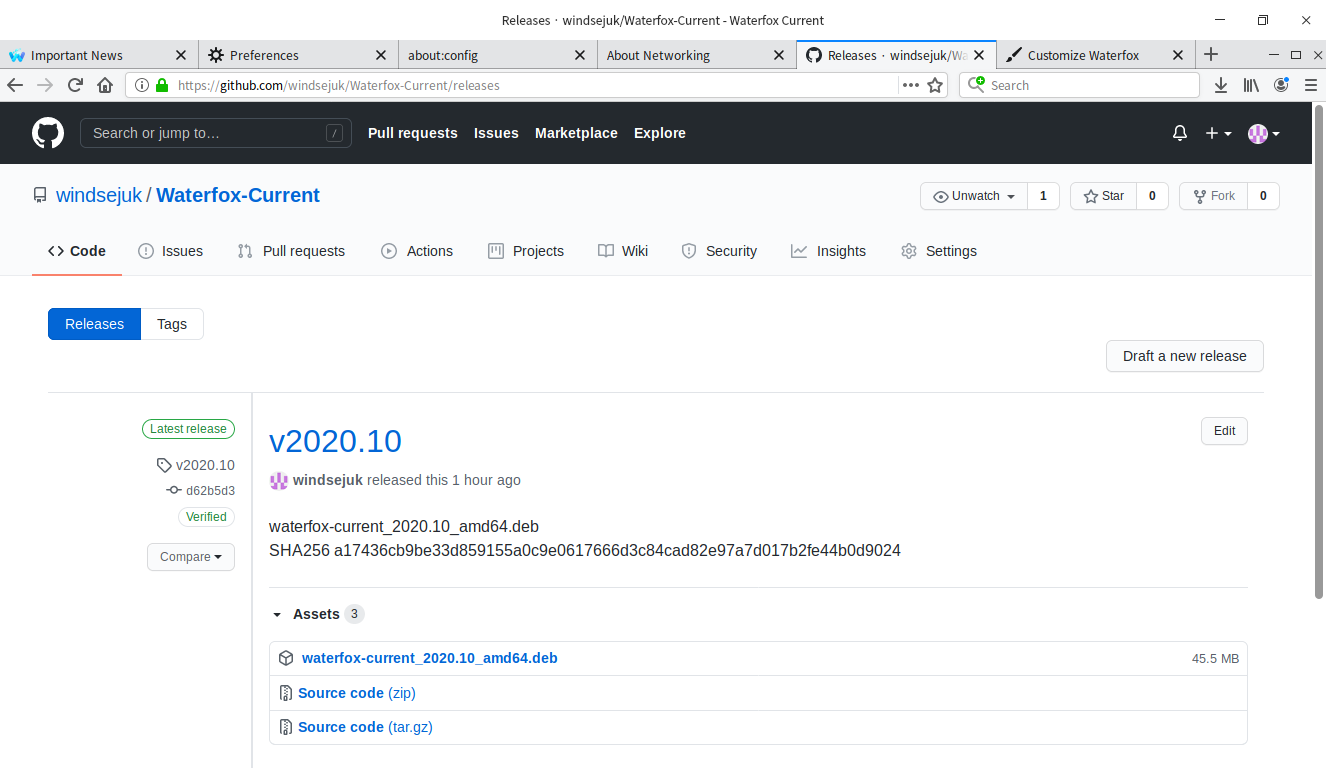 Releases · windsejuk/Waterfox-Current - Waterfox Current
Important News
Preferences
about:config
About Networking
Releases · windsejuk/Wa
Customize Waterfox
https://github.com/windsejuk/Waterfox-Current/releases
Search
Search or jump to…
/
Pull requests
Issues
Marketplace
Explore
windsejuk / Waterfox-Current
Unwatch 1
Star 0
Fork 0
Code
Issues
Pull requests
Actions
Projects
Wiki
Security
Insights
Settings
Releases
Tags
Draft a new release
Latest release
v2020.10
d62b5d3
Verified
Compare
v2020.10
Edit
windsejuk released this 1 hour ago
waterfox-current_2020.10_amd64.deb
SHA256 a17436cb9be33d859155a0c9e0617666d3c84cad82e97a7d017b2fe44b0d9024
Assets 3
waterfox-current_2020.10_amd64.deb 45.5 MB
Source code (zip)
Source code (tar.gz)